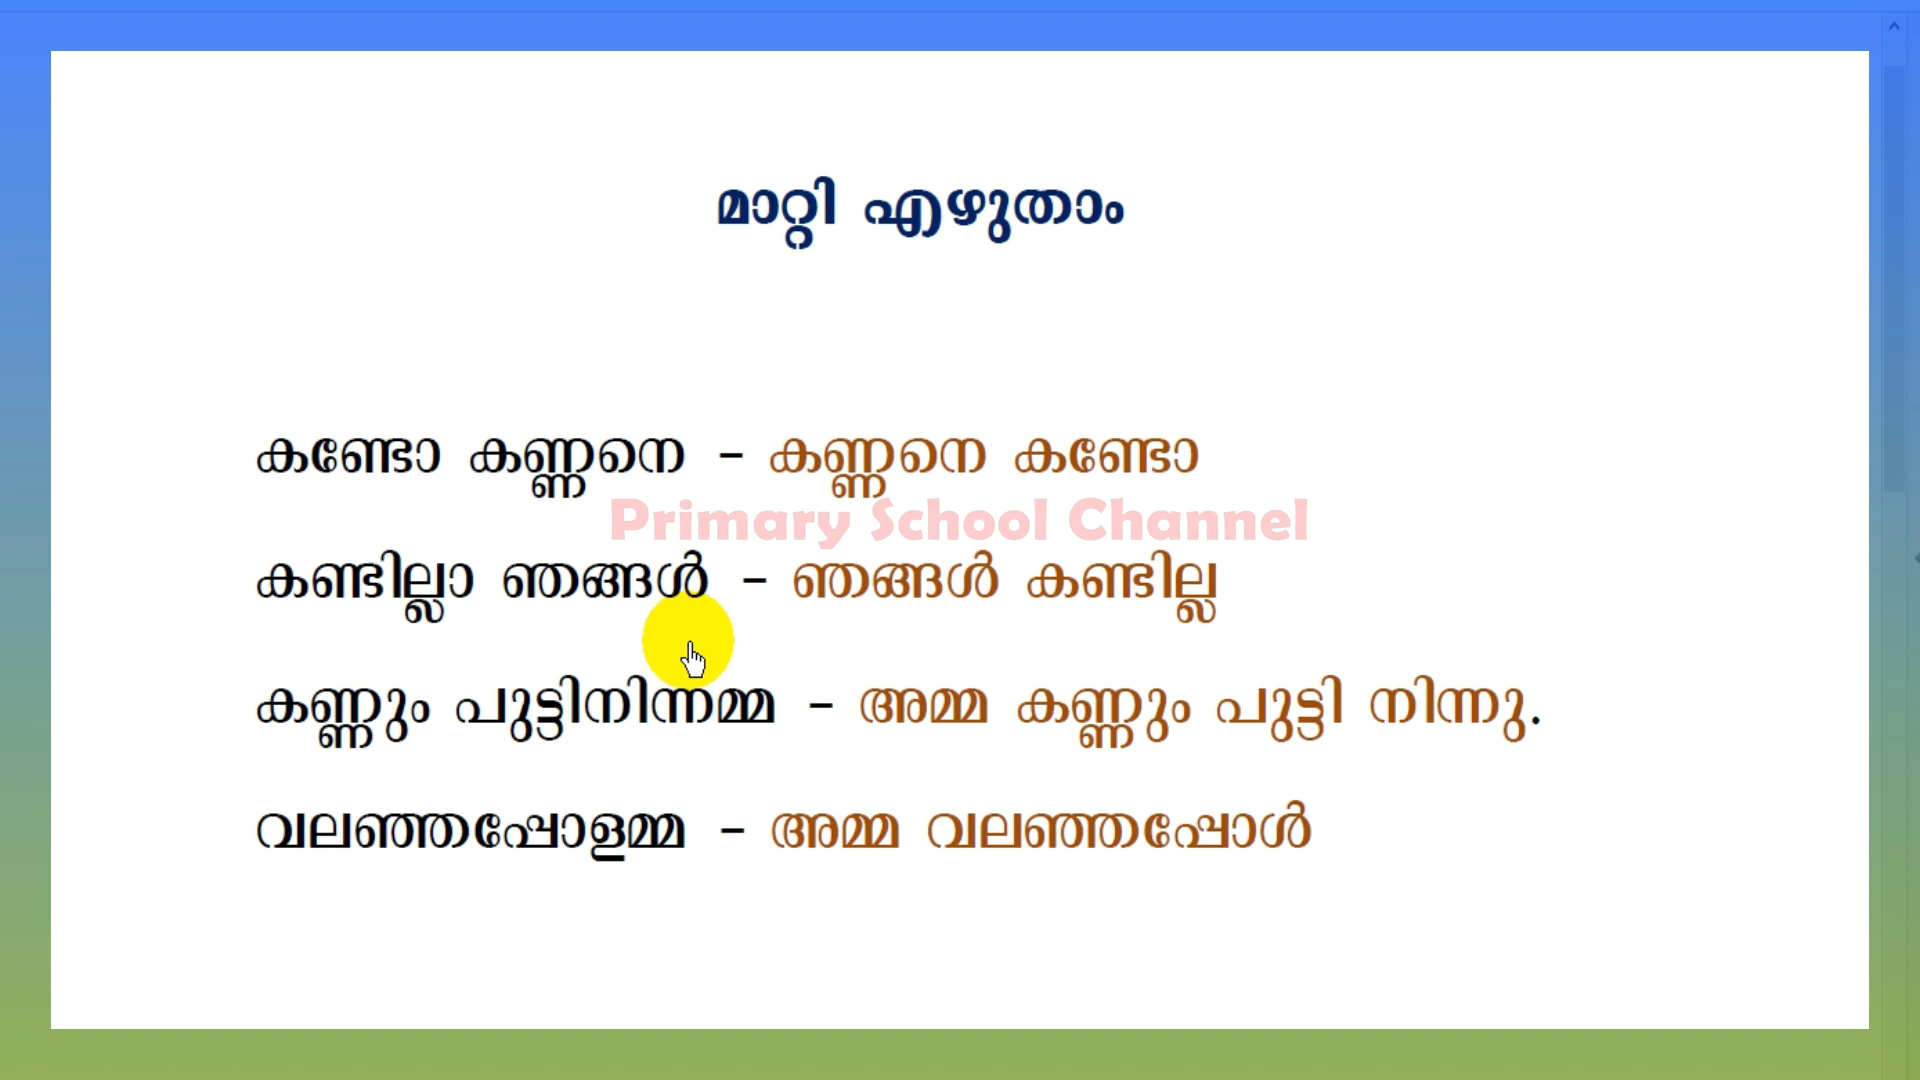 മാറ്റി എഴുതാം
കണ്ടോ കണ്ണനെ - കണ്ണനെ കണ്ടോ
Primary School Channel
കണ്ടില്ലാ ഞങ്ങൾ - ഞങ്ങൾ കണ്ടില്ല
കണ്ണും പുട്ടിനിന്നമ്മ - അമ്മ കണ്ണും പുട്ടി നിന്നു.
വലഞ്ഞപ്പോളമ്മ - അമ്മ വലഞ്ഞപ്പോൾ